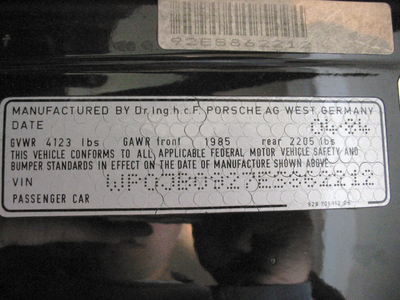 92ES862212
MANUFACTURED BY Dr.ing.h.c.F. PORSCHE AG WEST GERMANY
DATE 04/84
GVWR 4123 lbs GAWR front 1985 rear 2205 lbs
THIS VEHICLE CONFORMS TO ALL APPLICABLE FEDERAL MOTOR VEHICLE SAFETY AND
BUMPER STANDARDS IN EFFECT ON THE DATE OF MANUFACTURE SHOWN ABOVE.
VIN WP0JB0927ES862212
PASSENGER CAR